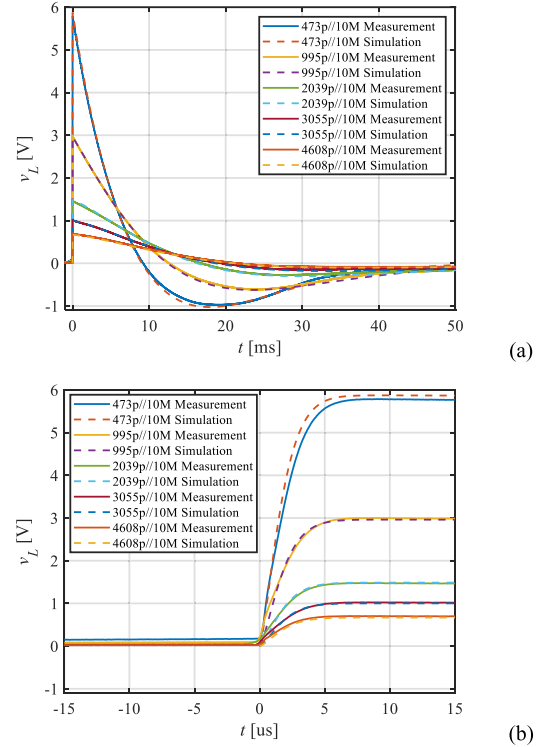 6
5
4
3
2
1
0
-1
v_L [V]
473p//10M Measurement
473p//10M Simulation
995p//10M Measurement
995p//10M Simulation
2039p//10M Measurement
2039p//10M Simulation
3055p//10M Measurement
3055p//10M Simulation
4608p//10M Measurement
4608p//10M Simulation
0 10 20 30 40 50
t [ms]
(a)
6
5
4
3
2
1
0
-1
v_L [V]
473p//10M Measurement
473p//10M Simulation
995p//10M Measurement
995p//10M Simulation
2039p//10M Measurement
2039p//10M Simulation
3055p//10M Measurement
3055p//10M Simulation
4608p//10M Measurement
4608p//10M Simulation
-15 -10 -5 0 5 10 15
t [us]
(b)